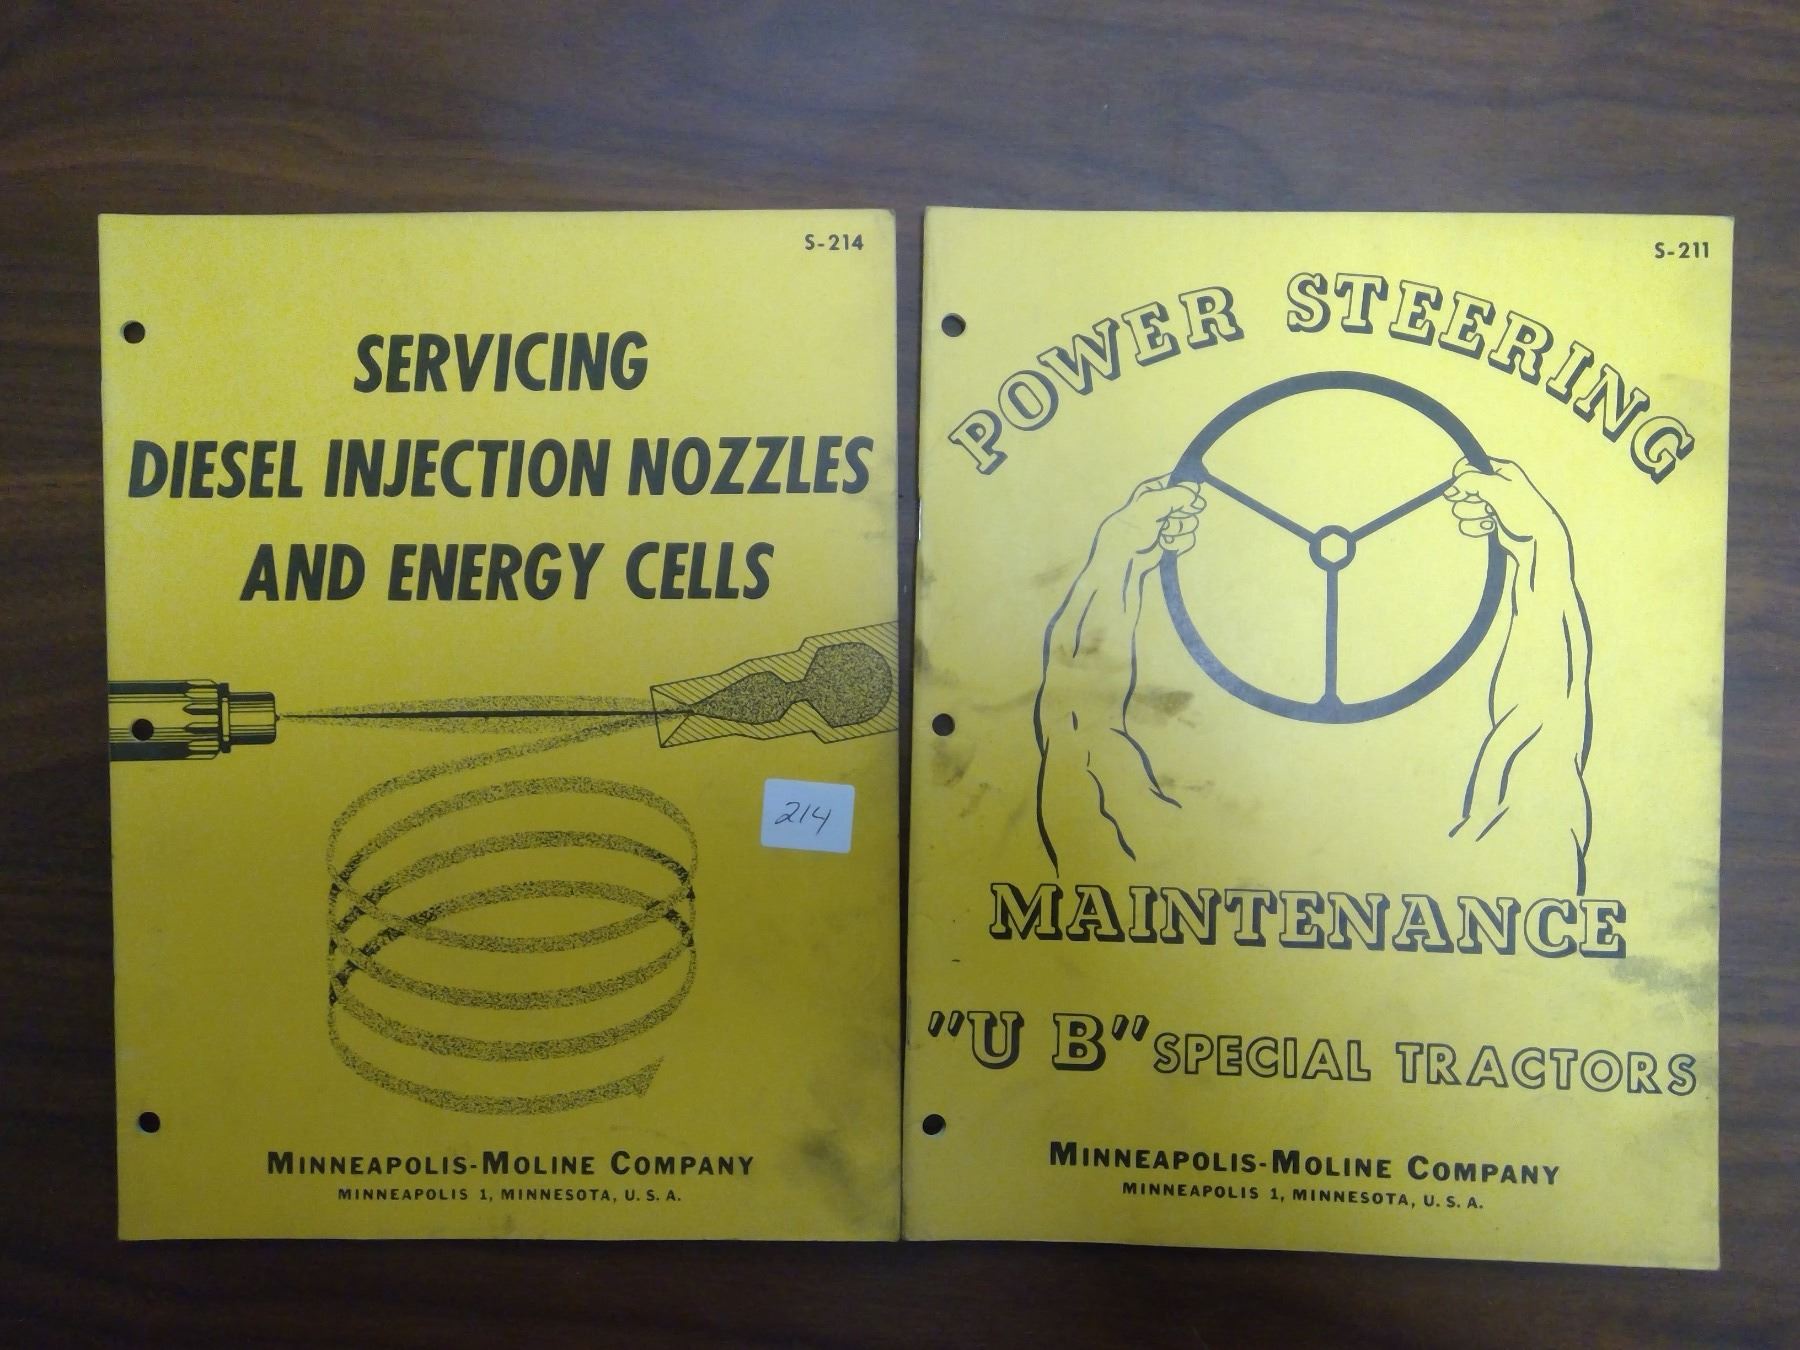 S-214
SERVICING
DIESEL INJECTION NOZZLES
AND ENERGY CELLS
214
MINNEAPOLIS-MOLINE COMPANY
MINNEAPOLIS 1, MINNESOTA, U. S. A.
S-211
POWER STEERING
MAINTENANCE
"U B" SPECIAL TRACTORS
MINNEAPOLIS-MOLINE COMPANY
MINNEAPOLIS 1, MINNESOTA, U. S. A.